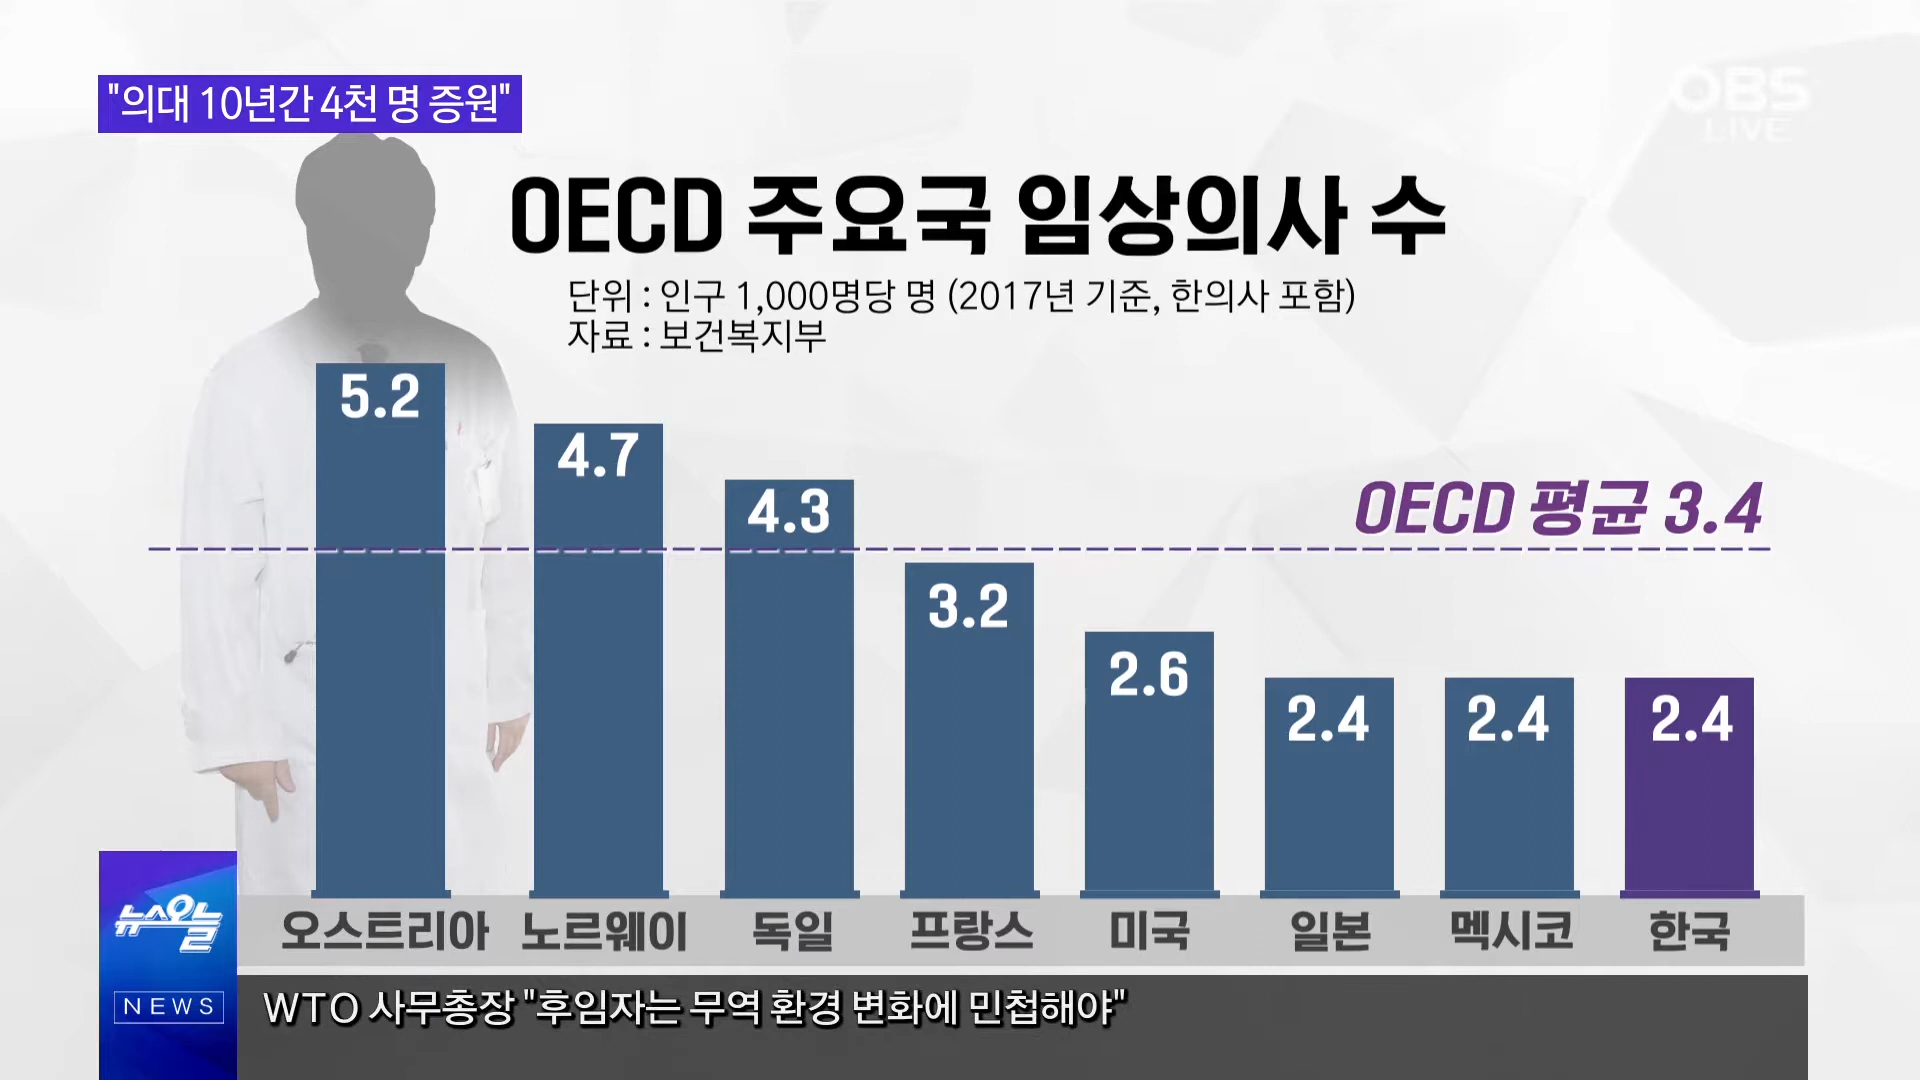 "의대 10년간 4천 명 증원"
OBS
LIVE
OECD 주요국 임상의사 수
단위 : 인구 1,000명당 명 (2017년 기준, 한의사 포함)
자료 : 보건복지부
OECD 평균 3.4
5.2
4.7
4.3
3.2
2.6
2.4
2.4
2.4
오스트리아
노르웨이
독일
프랑스
미국
일본
멕시코
한국
뉴스오늘
NEWS
WTO 사무총장 "후임자는 무역 환경 변화에 민첩해야"